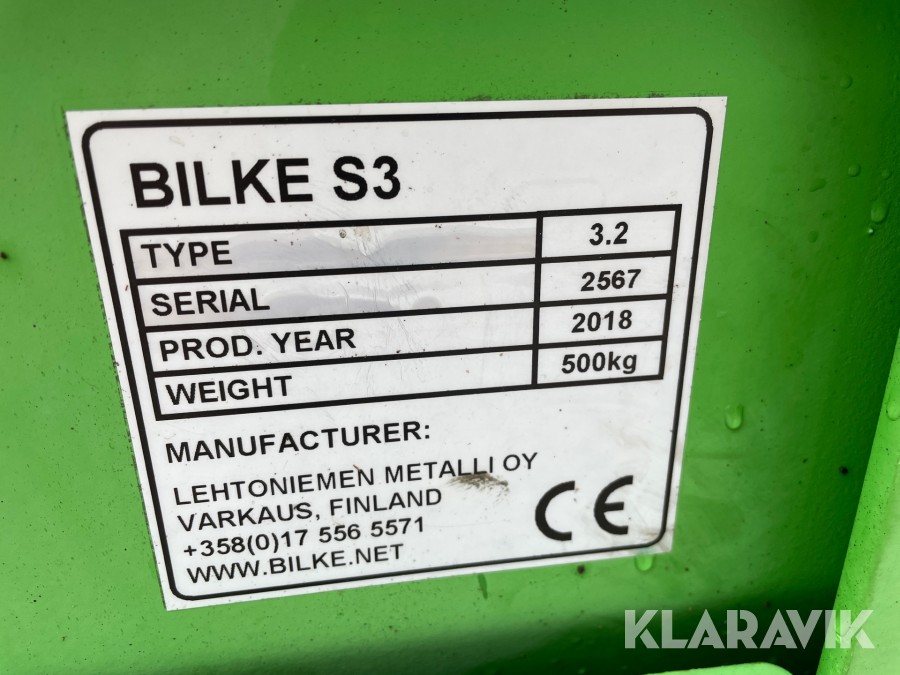 BILKE S3
TYPE 3.2
SERIAL 2567
PROD. YEAR 2018
WEIGHT 500kg
MANUFACTURER:
LEHTONIEMEN METALLI OY
VARKAUS, FINLAND
+358(0)17 556 5571
WWW.BILKE.NET
CE
KLARAVIK